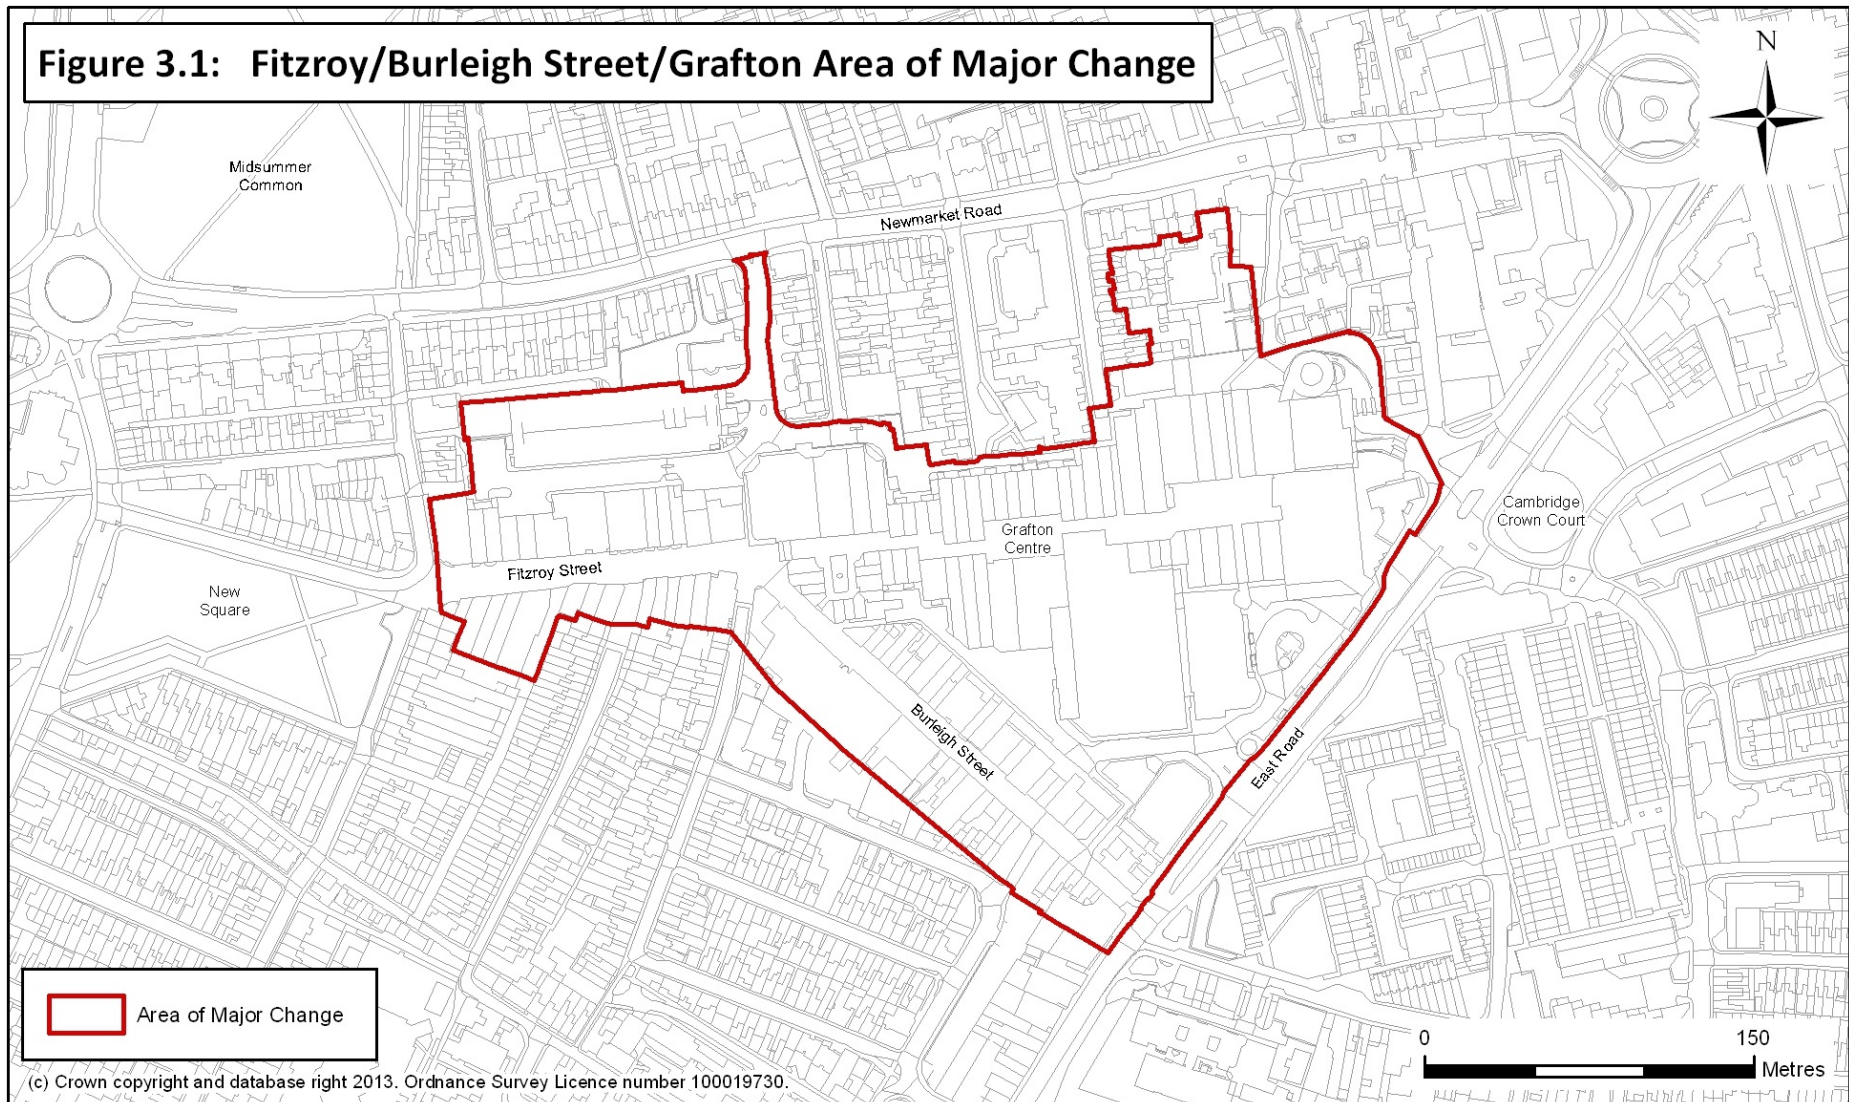 Figure 3.1: Fitzroy/Burleigh Street/Grafton Area of Major Change
N
Midsummer
Common
Newmarket Road
Cambridge
Crown Court
Grafton
Centre
Fitzroy Street
New
Square
Burleigh Street
East Road
Area of Major Change
0 150
Metres
(c) Crown copyright and database right 2013. Ordnance Survey Licence number 100019730.